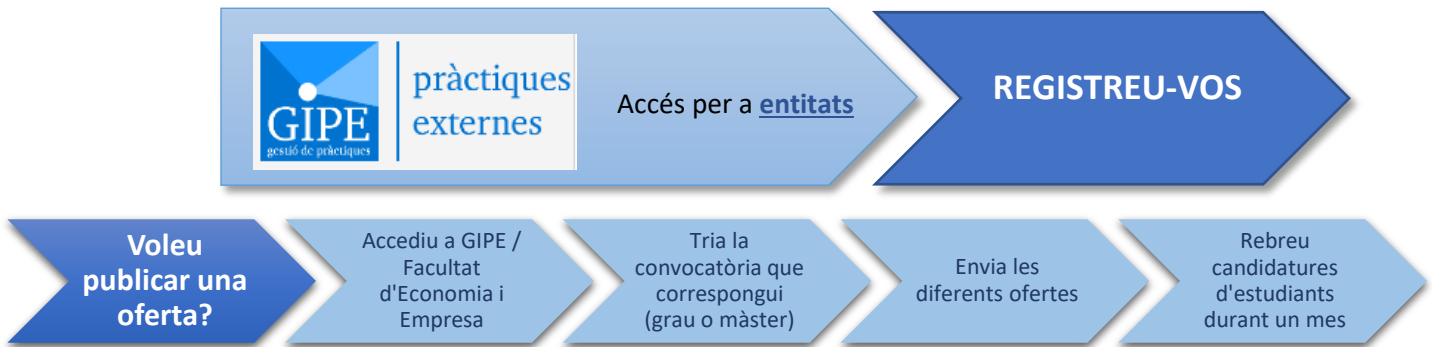 GIPE
gestió de pràctiques
pràctiques
externes
Accés per a entitats
REGISTREU-VOS
Voleu
publicar una
oferta?
Accediu a GIPE /
Facultat
d'Economia i
Empresa
Tria la
convocatòria que
correspongui
(grau o màster)
Envia les
diferents ofertes
Rebreu
candidatures
d'estudiants
durant un mes